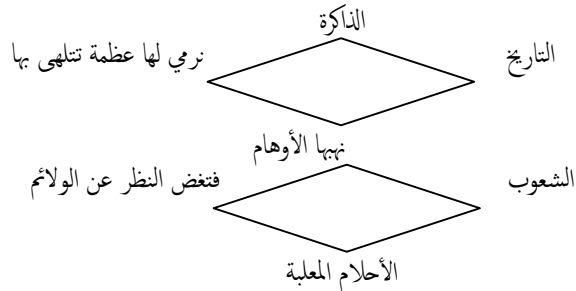 الذاكرة
التاريخ
نرمي لها عظمة تتلهى بها
نهبها الأوهام
الشعوب
فتغض النظر عن الولائم
الأحلام المعلبة